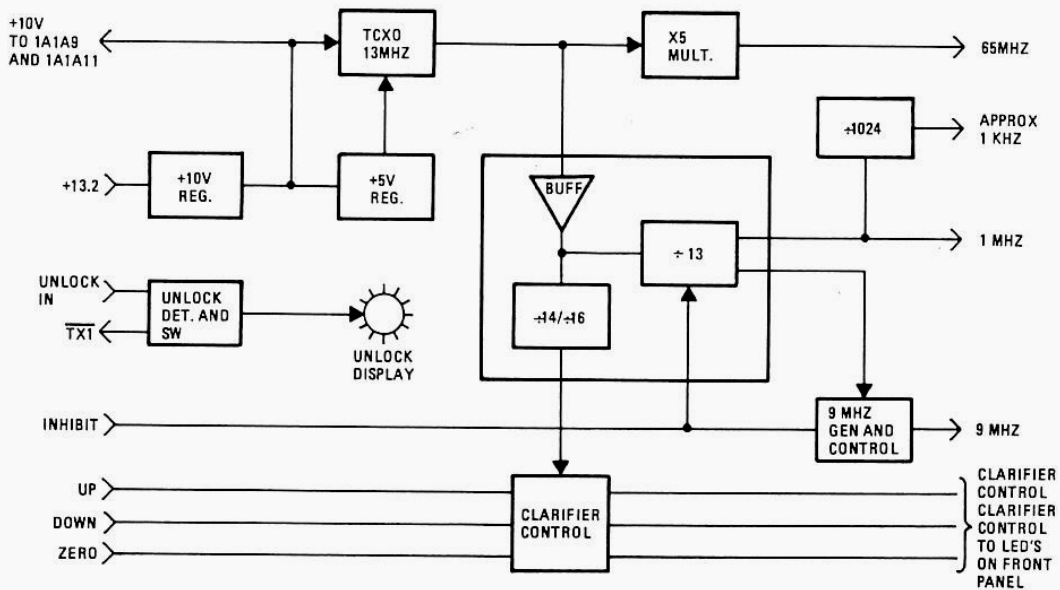 +10V
TO 1A1A9
AND 1A1A11
TCXO
13MHZ
X5
MULT.
65MHZ
÷1024
APPROX
1 KHZ
+13.2
+10V
REG.
+5V
REG.
BUFF
÷ 13
1 MHZ
UNLOCK
IN
TX1
UNLOCK
DET. AND
SW
UNLOCK
DISPLAY
÷14/÷16
INHIBIT
9 MHZ
GEN AND
CONTROL
9 MHZ
UP
DOWN
ZERO
CLARIFIER
CONTROL
CLARIFIER
CONTROL
CLARIFIER
CONTROL
TO LED'S
ON FRONT
PANEL